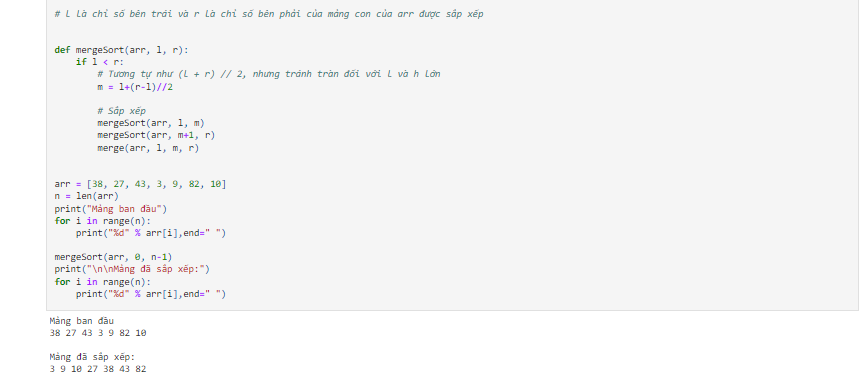 # l là chỉ số bên trái và r là chỉ số bên phải của mảng con của arr được sắp xếp
def mergeSort(arr, l, r):
    if l < r:
        # Tương tự như (l + r) // 2, nhưng tránh tràn đối với l và h lớn
        m = l+(r-l)//2
        # Sắp xếp
        mergeSort(arr, l, m)
        mergeSort(arr, m+1, r)
        merge(arr, l, m, r)
arr = [38, 27, 43, 3, 9, 82, 10]
n = len(arr)
print("Mảng ban đầu")
for i in range(n):
    print("%d" % arr[i],end=" ")
mergeSort(arr, 0, n-1)
print("\n\nMảng đã sắp xếp:")
for i in range(n):
    print("%d" % arr[i],end=" ")
Mảng ban đầu
38 27 43 3 9 82 10
Mảng đã sắp xếp:
3 9 10 27 38 43 82